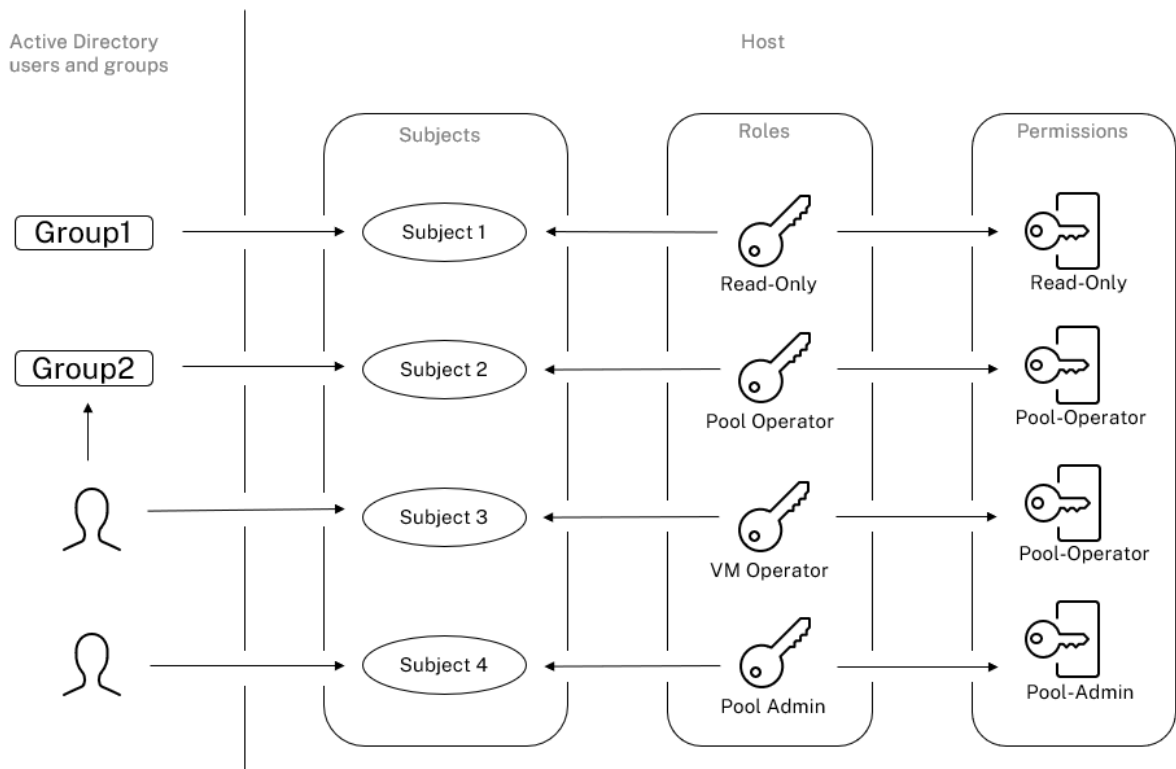 Active Directory
users and groups
Host
Subjects
Roles
Permissions
Group1
Subject 1
Read-Only
Read-Only
Group2
Subject 2
Pool Operator
Pool-Operator
Subject 3
VM Operator
Pool-Operator
Subject 4
Pool Admin
Pool-Admin